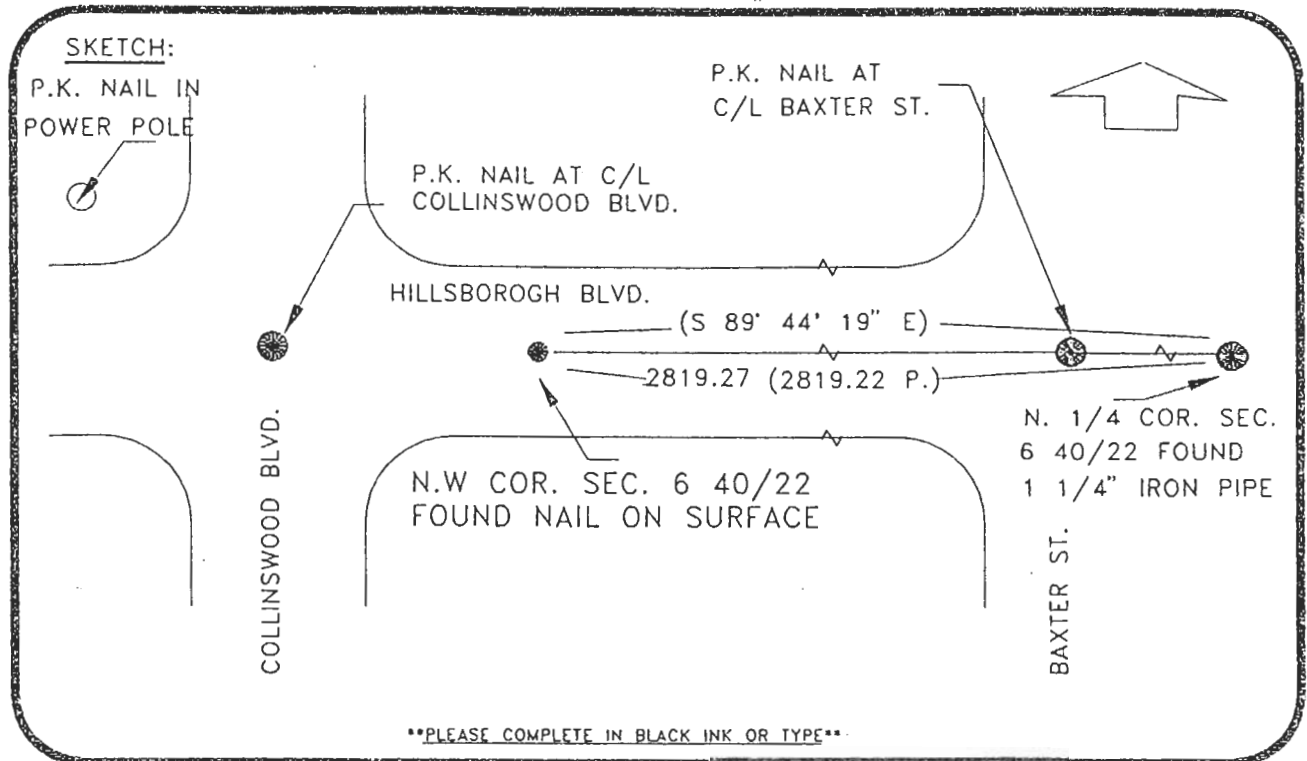 SKETCH:
P.K. NAIL IN
POWER POLE
P.K. NAIL AT
C/L BAXTER ST.
P.K. NAIL AT C/L
COLLINSWOOD BLVD.
HILLSBOROGH BLVD.
(S 89' 44' 19" E)
2819.27 (2819.22 P.)
N. 1/4 COR. SEC.
6 40/22 FOUND
1 1/4" IRON PIPE
N.W COR. SEC. 6 40/22
FOUND NAIL ON SURFACE
COLLINSWOOD BLVD.
BAXTER ST.
**PLEASE COMPLETE IN BLACK INK OR TYPE**